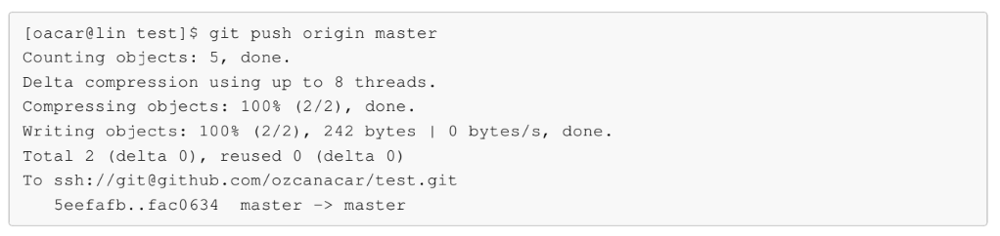 [oacar@lin test]$ git push origin master
Counting objects: 5, done.
Delta compression using up to 8 threads.
Compressing objects: 100% (2/2), done.
Writing objects: 100% (2/2), 242 bytes | 0 bytes/s, done.
Total 2 (delta 0), reused 0 (delta 0)
To ssh://git@github.com/ozcanacar/test.git
   5eefafb..fac0634  master -> master